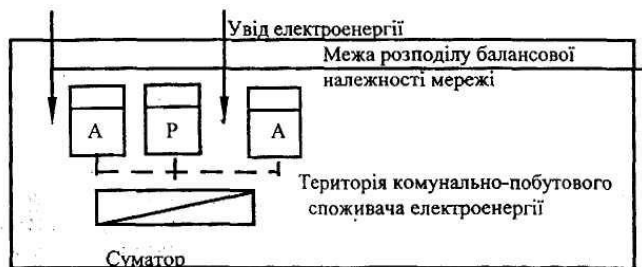 Увід електроенергії
Межа розподілу балансової
належності мережі
А
Р
А
Територія комунально-побутового
споживача електроенергії
Суматор